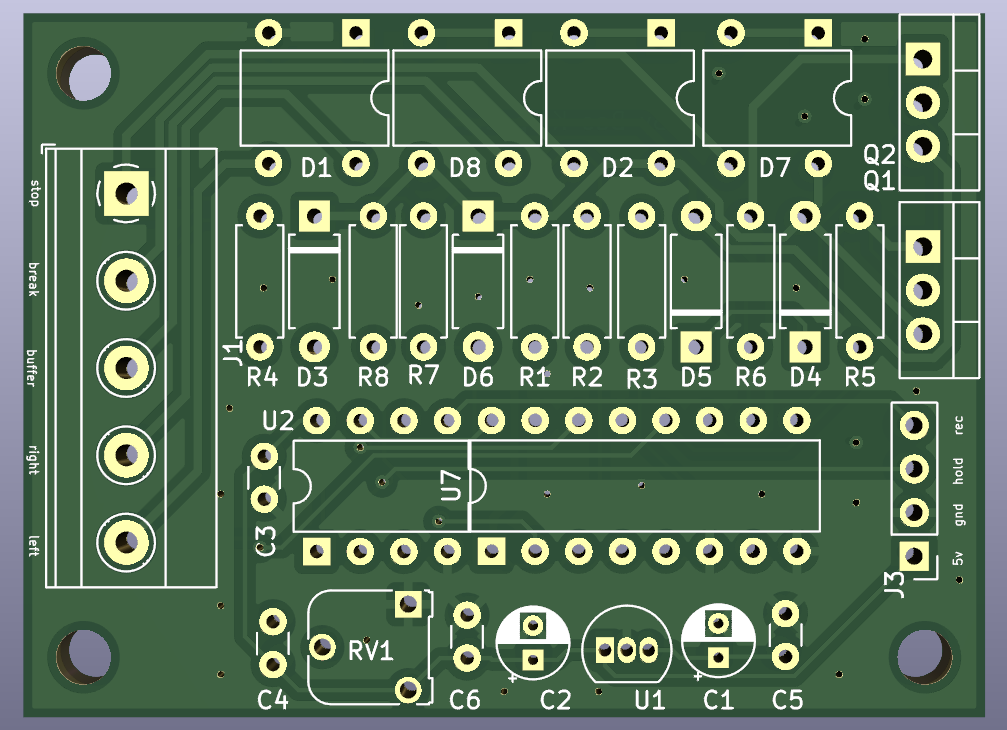 Q2
D1 D8 D2 D7
Q1
stop
break
buffer
right
left
J1
R4 D3 R8 R7 D6 R1 R2 R3 D5 R6 D4 R5
U2
U7
C3
rec
hold
gnd
5v
J3
RV1
C4 C6 C2 U1 C1 C5
+ +